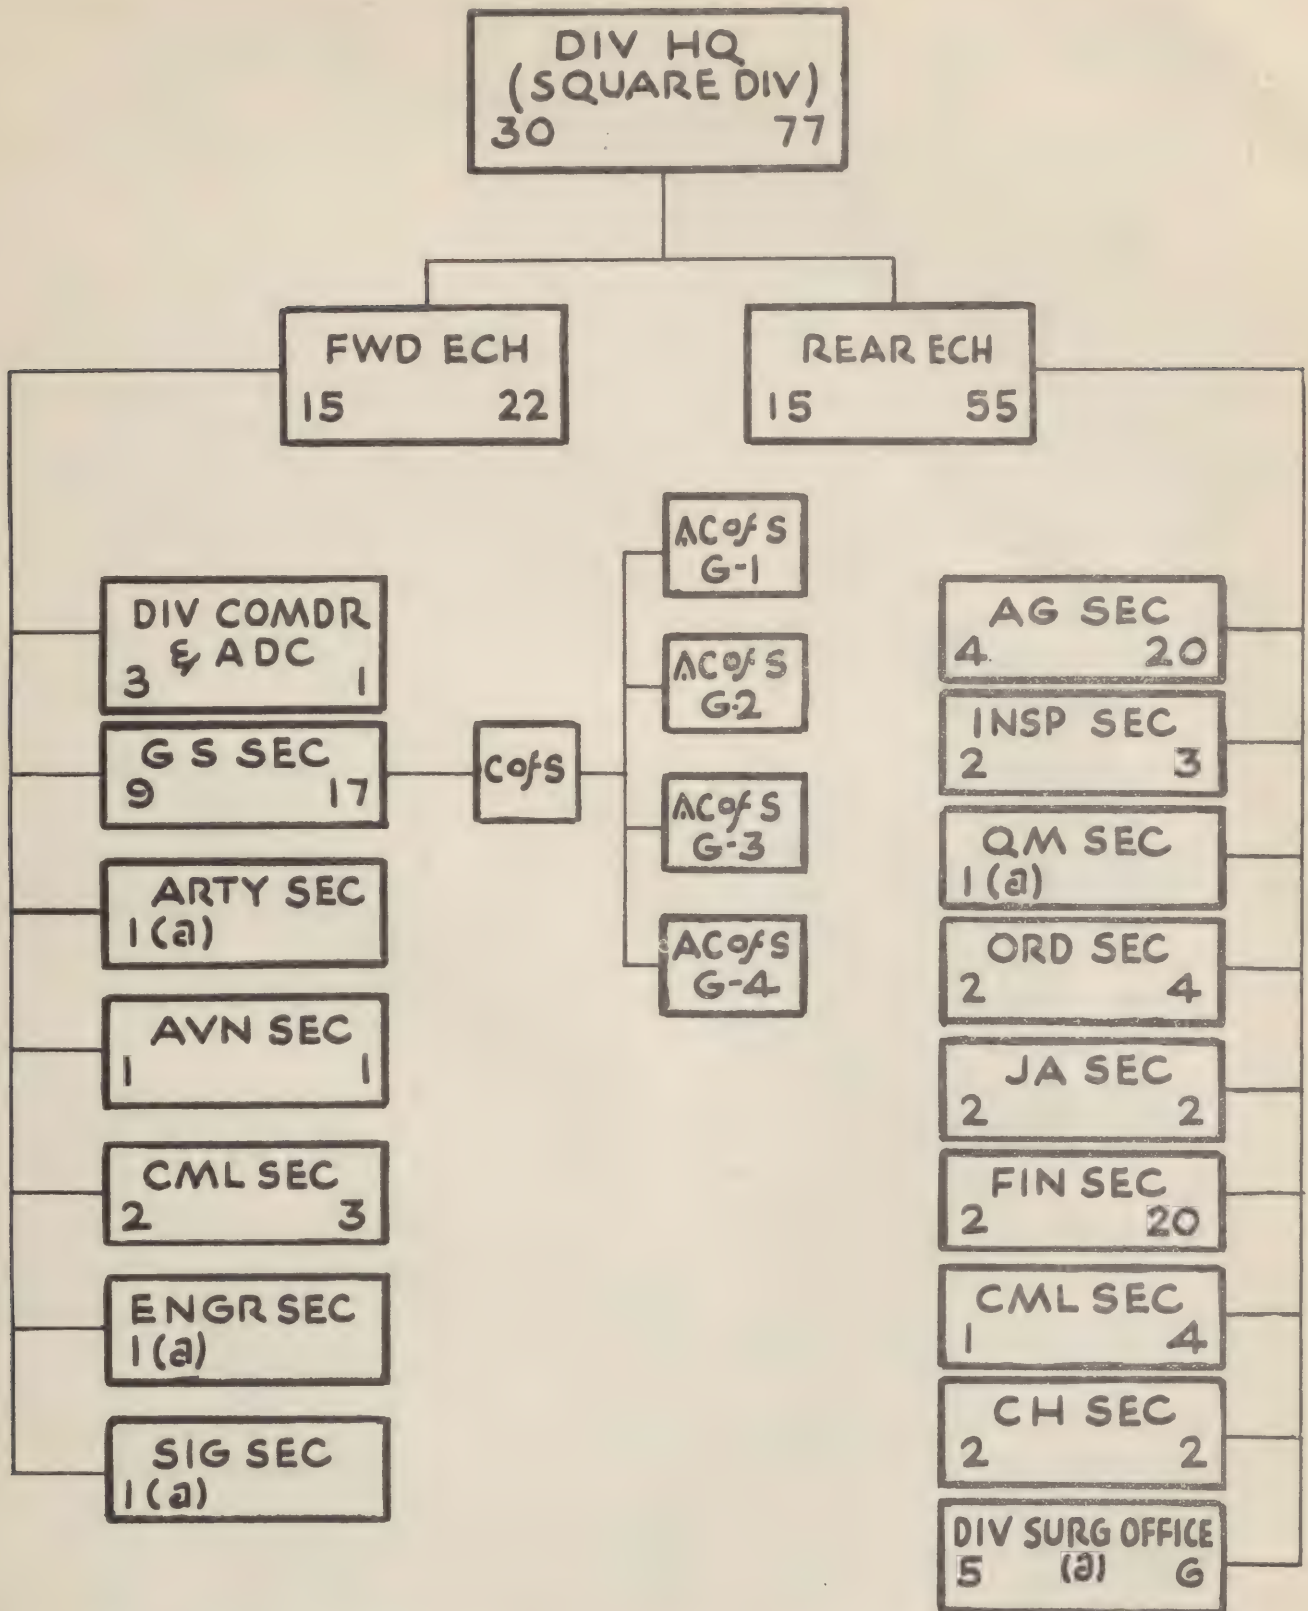 DIV HQ
(SQUARE DIV)
30 77
FWD ECH
15 22
REAR ECH
15 55
DIV COMDR
& ADC
3 1
G S SEC
9 17
ARTY SEC
1(a)
AVN SEC
1 1
CML SEC
2 3
ENGR SEC
1(a)
SIG SEC
1(a)
C of S
AC of S
G-1
AC of S
G-2
AC of S
G-3
AC of S
G-4
AG SEC
4 20
INSP SEC
2 3
QM SEC
1(a)
ORD SEC
2 4
JA SEC
2 2
FIN SEC
2 20
CML SEC
1 4
CH SEC
2 2
DIV SURG OFFICE
5 (a) 6